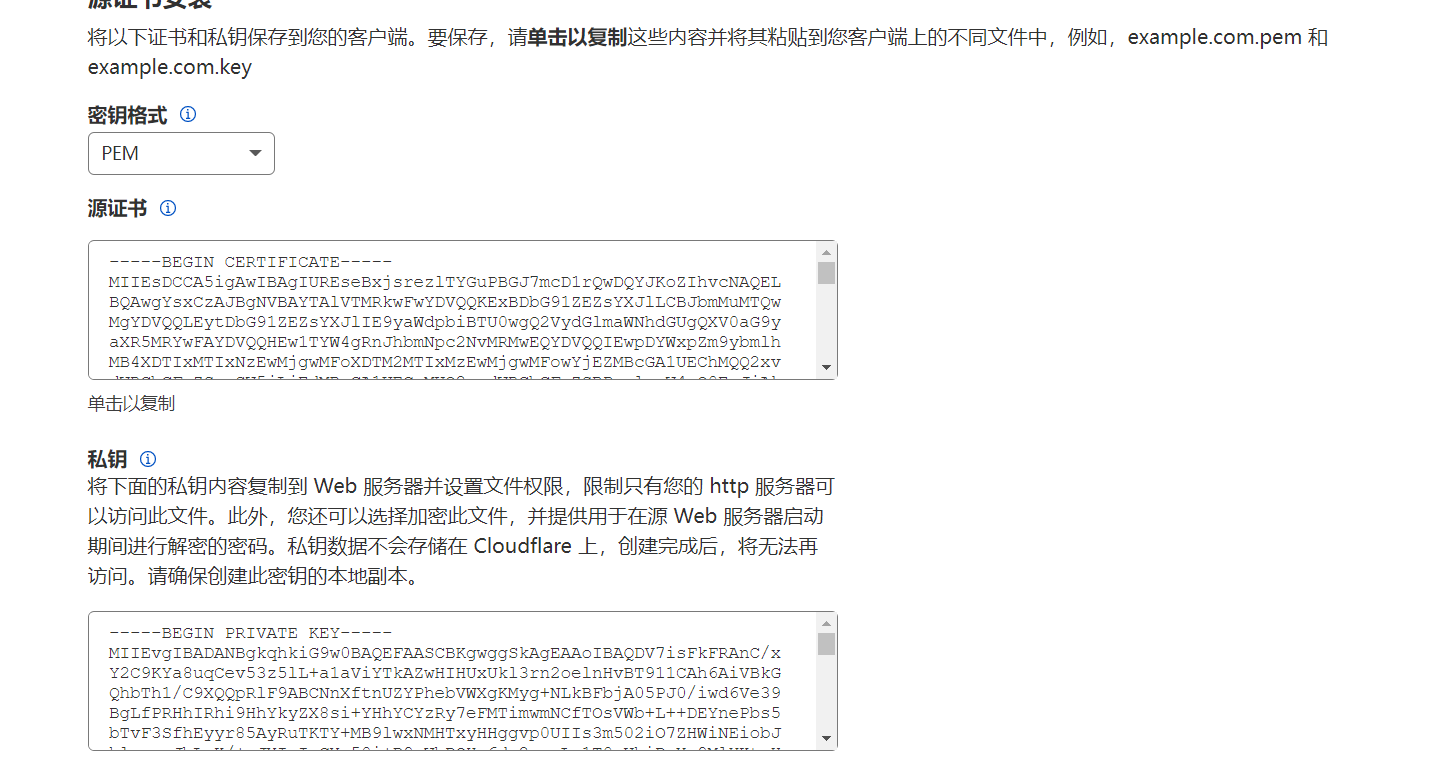 源证书安装
将以下证书和私钥保存到您的客户端。要保存，请单击以复制这些内容并将其粘贴到您客户端上的不同文件中，例如，example.com.pem 和
example.com.key
密钥格式
PEM
源证书
-----BEGIN CERTIFICATE-----
MIIEsDCCA5igAwIBAgIUREseBxjsrezlTYGuPBGJ7mcD1rQwDQYJKoZIhvcNAQEL
BQAwgYsxCzAJBgNVBAYTAlVTMRkwFwYDVQQKExBDbG91ZEZsYXJlLCBJbmMuMTQw
MgYDVQQLEytDbG91ZEZsYXJlIE9yaWdpbiBTU0wgQ2VydGlmaWNhdGUgQXV0aG9y
aXR5MRYwFAYDVQQHEw1TYW4gRnJhbmNpc2NvMRMwEQYDVQQIEwpDYWxpZm9ybmlh
MB4XDTIxMTIxNzEwMjgwMFoXDTM2MTIxMzEwMjgwMFowYjEZMBcGA1UEChMQQ2xv
单击以复制
私钥
将下面的私钥内容复制到 Web 服务器并设置文件权限，限制只有您的 http 服务器可
以访问此文件。此外，您还可以选择加密此文件，并提供用于在源 Web 服务器启动
期间进行解密的密码。私钥数据不会存储在 Cloudflare 上，创建完成后，将无法再
访问。请确保创建此密钥的本地副本。
-----BEGIN PRIVATE KEY-----
MIIEvgIBADANBgkqhkiG9w0BAQEFAASCBKgwggSkAgEAAoIBAQDV7isFkFRAnC/x
Y2C9KYa8uqCev53z5lL+a1aViYTkAZwHIHUxUkl3rn2oelnHvBT911CAh6AiVBkG
QhbTh1/C9XQQpRlF9ABCNnXftnUZYPhebVWXgKMyg+NLkBFbjA05PJ0/iwd6Ve39
BgLfPRHhIRhi9HhYkyZX8si+YHhYCYzRy7eFMTimwmNCfTOsVWb+L++DEYnePbs5
bTvF3SfhEyyr85AyRuTKTY+MB9lwxNMHTxyHHggvp0UIIs3m502iO7ZHWiNEiobJ